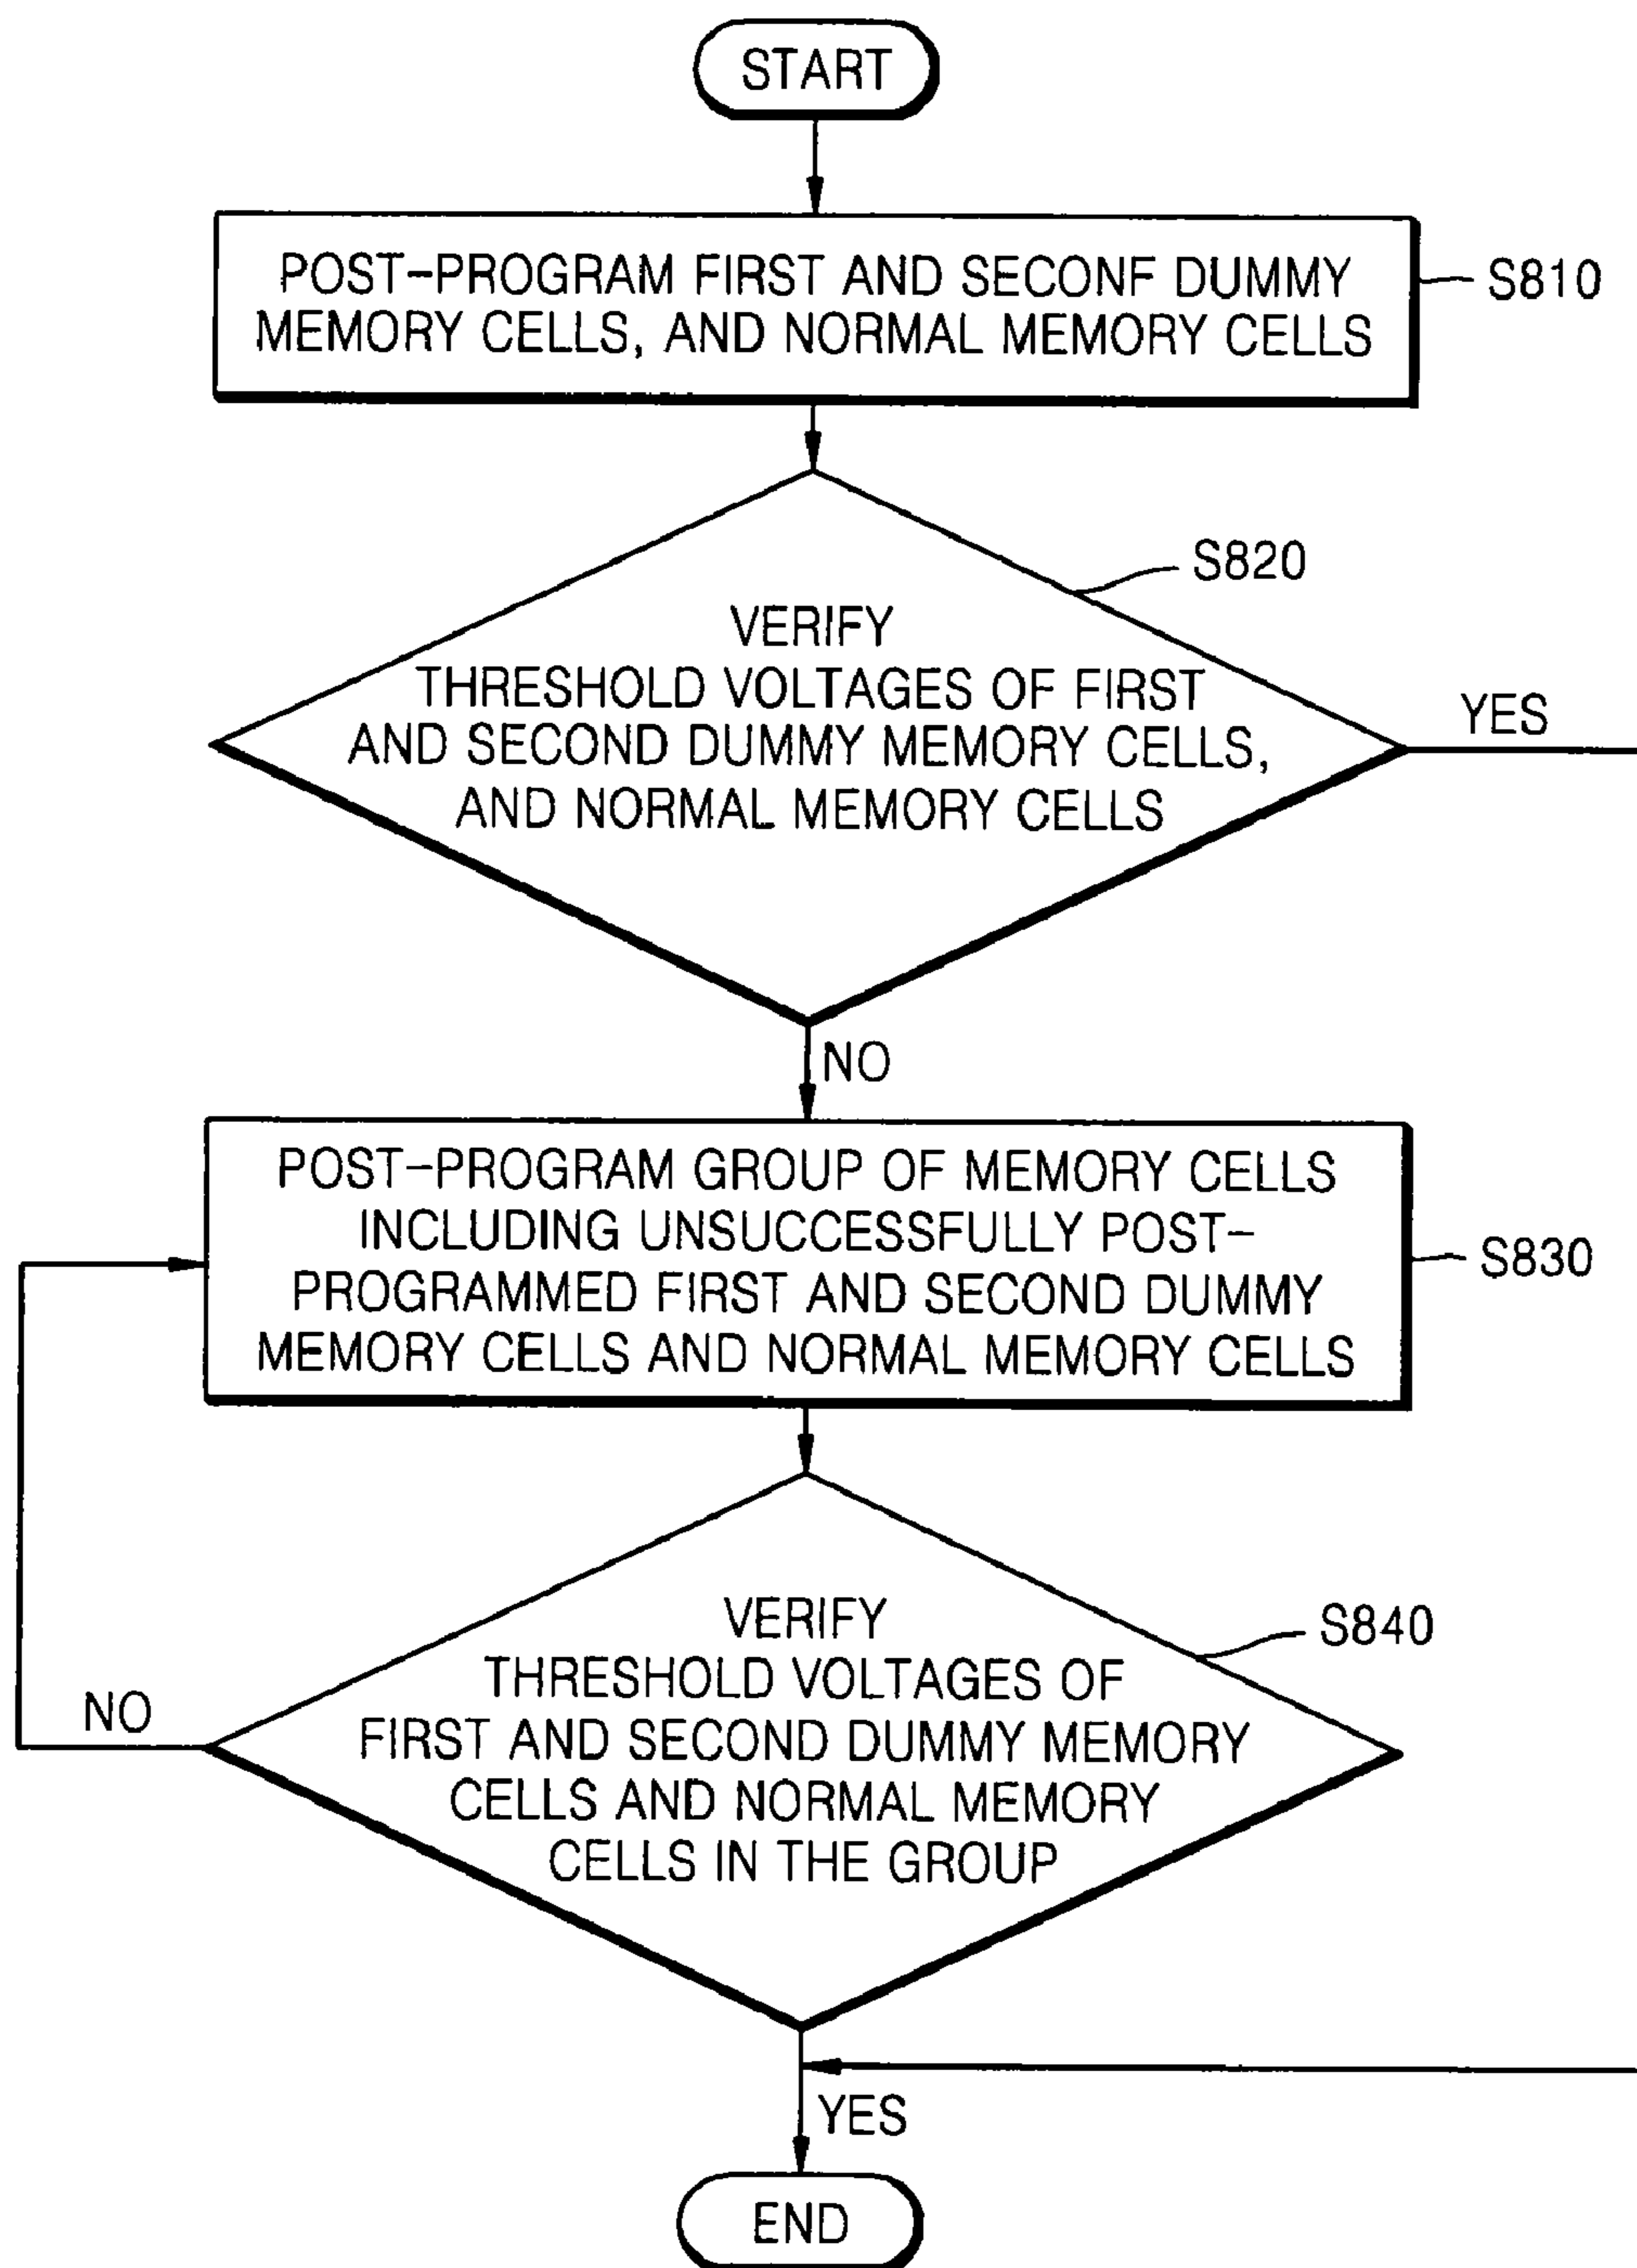 START
POST-PROGRAM FIRST AND SECONF DUMMY
MEMORY CELLS, AND NORMAL MEMORY CELLS
S810
S820
VERIFY
THRESHOLD VOLTAGES OF FIRST
AND SECOND DUMMY MEMORY CELLS,
AND NORMAL MEMORY CELLS
YES
NO
POST-PROGRAM GROUP OF MEMORY CELLS
INCLUDING UNSUCCESSFULLY POST-
PROGRAMMED FIRST AND SECOND DUMMY
MEMORY CELLS AND NORMAL MEMORY CELLS
S830
VERIFY
THRESHOLD VOLTAGES OF
FIRST AND SECOND DUMMY MEMORY
CELLS AND NORMAL MEMORY
CELLS IN THE GROUP
S840
NO
YES
END